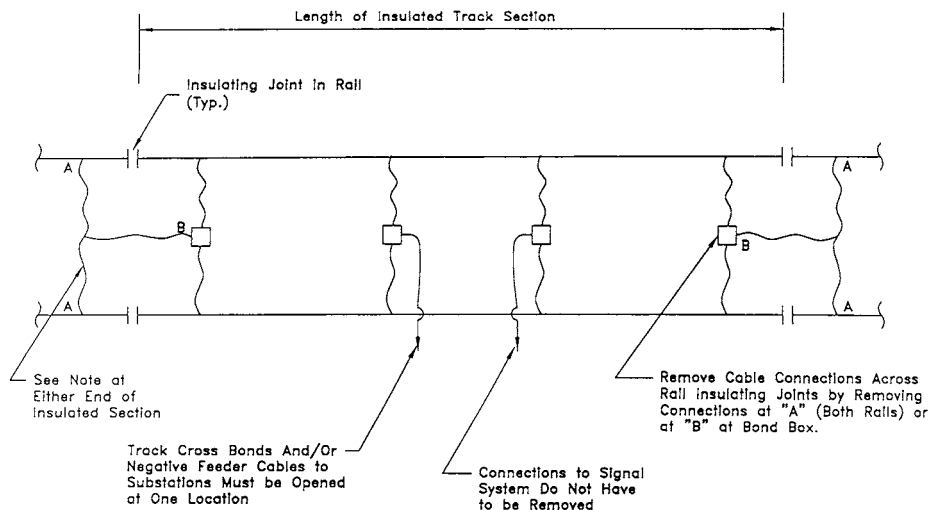 Length of Insulated Track Section
Insulating Joint in Rail
(Typ.)
A
A
B
B
A
A
See Note at
Either End of
Insulated Section
Remove Cable Connections Across
Rail Insulating Joints by Removing
Connections at "A" (Both Rails) or
at "B" at Bond Box.
Track Cross Bonds And/Or
Negative Feeder Cables to
Substations Must be Opened
at One Location
Connections to Signal
System Do Not Have
to be Removed